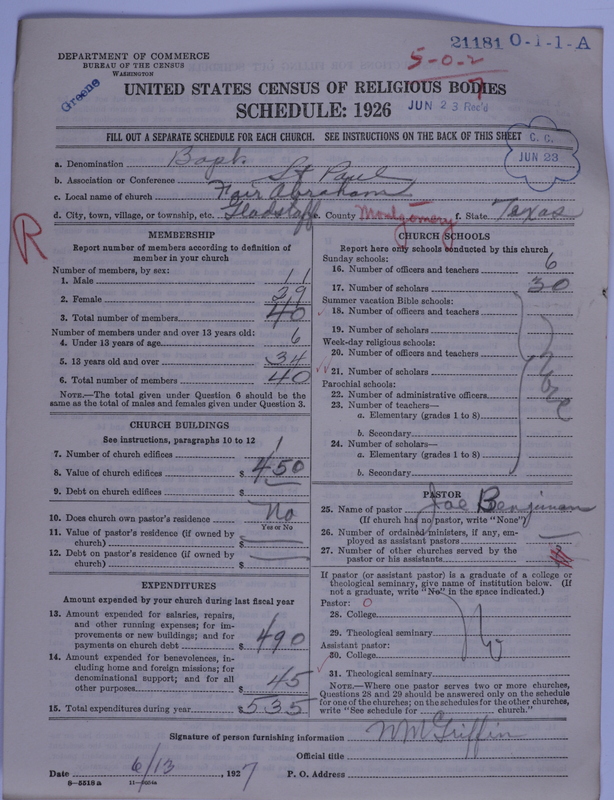 21181 0-1-1-A
5-0-2
DEPARTMENT OF COMMERCE
BUREAU OF THE CENSUS
WASHINGTON
Greene
UNITED STATES CENSUS OF RELIGIOUS BODIES
SCHEDULE: 1926
JUN 23 Rec'd
FILL OUT A SEPARATE SCHEDULE FOR EACH CHURCH. SEE INSTRUCTIONS ON THE BACK OF THIS SHEET
C. C.
JUN 23
a. Denomination Bapt
b. Association or Conference St Paul
c. Local name of church Fair Abraham
d. City, town, village, or township, etc. Gladstaff e. County Montgomery f. State Texas
R
MEMBERSHIP
Report number of members according to definition of
member in your church
Number of members, by sex:
1. Male 11
2. Female 29
3. Total number of members 40
Number of members under and over 13 years old:
4. Under 13 years of age 6
5. 13 years old and over 34
6. Total number of members 40
NOTE.—The total given under Question 6 should be
the same as the total of males and females given under Question 3.
CHURCH BUILDINGS
See instructions, paragraphs 10 to 12
7. Number of church edifices 1
8. Value of church edifices $ 450
9. Debt on church edifices $
10. Does church own pastor's residence No
Yes or No
11. Value of pastor's residence (if owned by
church) $
12. Debt on pastor's residence (if owned by
church) $
EXPENDITURES
Amount expended by your church during last fiscal year
13. Amount expended for salaries, repairs,
and other running expenses; for im-
provements or new buildings; and for
payments on church debt $ 490
14. Amount expended for benevolences, in-
cluding home and foreign missions; for
denominational support; and for all
other purposes $ 45
15. Total expenditures during year $ 535
CHURCH SCHOOLS
Report here only schools conducted by this church
Sunday schools:
16. Number of officers and teachers 6
17. Number of scholars 30
Summer vacation Bible schools:
18. Number of officers and teachers
19. Number of scholars
Week-day religious schools:
20. Number of officers and teachers
21. Number of scholars
Parochial schools:
22. Number of administrative officers
23. Number of teachers—
a. Elementary (grades 1 to 8)
b. Secondary
24. Number of scholars—
a. Elementary (grades 1 to 8)
b. Secondary
PASTOR
25. Name of pastor Joe Benjiman
(If church has no pastor, write "None")
26. Number of ordained ministers, if any, em-
ployed as assistant pastors
27. Number of other churches served by the
pastor or his assistants
If pastor (or assistant pastor) is a graduate of a college or
theological seminary, give name of institution below. (If
not a graduate, write "No" in the space indicated.)
Pastor: 0
28. College
29. Theological seminary
Assistant pastor:
30. College
31. Theological seminary
NOTE.—Where one pastor serves two or more churches,
Questions 28 and 29 should be answered only on the schedule
for one of the churches; on the schedules for the other churches,
write "See schedule for church."
Signature of person furnishing information WM Griffin
Official title
Date 6/13, 1927 P. O. Address
8-5518a